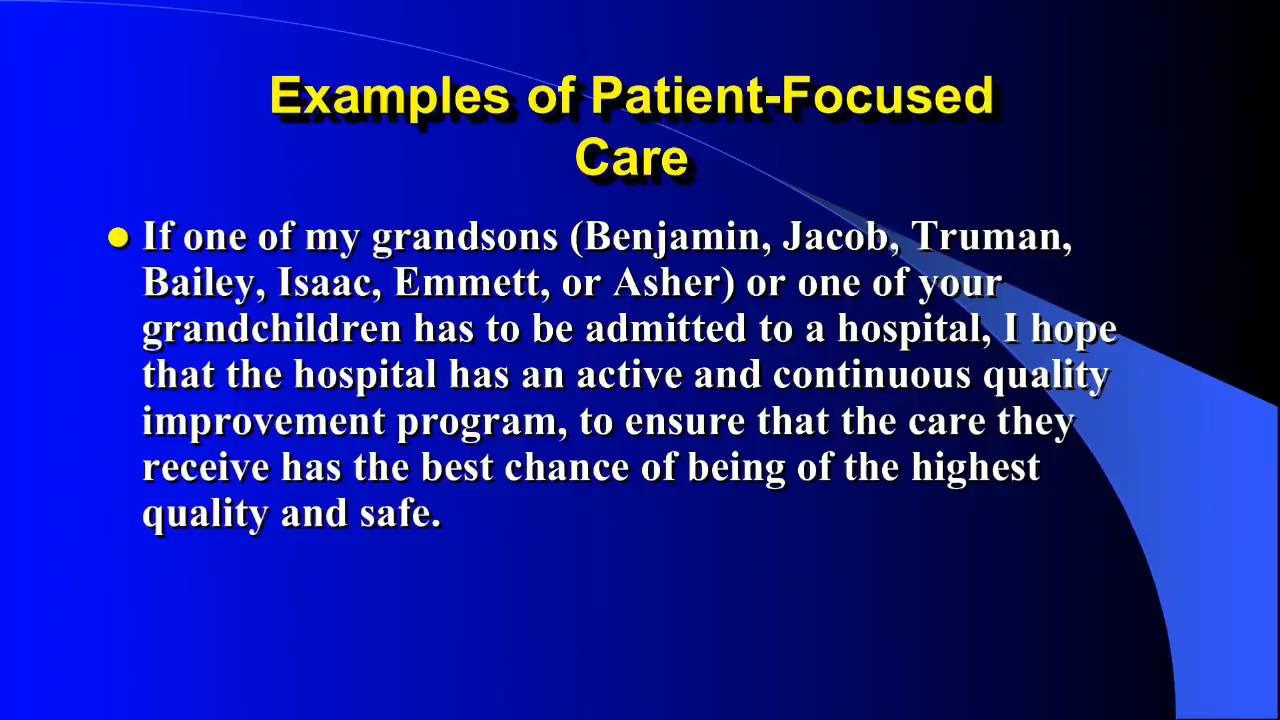 Examples of Patient-Focused
Care
If one of my grandsons (Benjamin, Jacob, Truman,
Bailey, Isaac, Emmett, or Asher) or one of your
grandchildren has to be admitted to a hospital, I hope
that the hospital has an active and continuous quality
improvement program, to ensure that the care they
receive has the best chance of being of the highest
quality and safe.